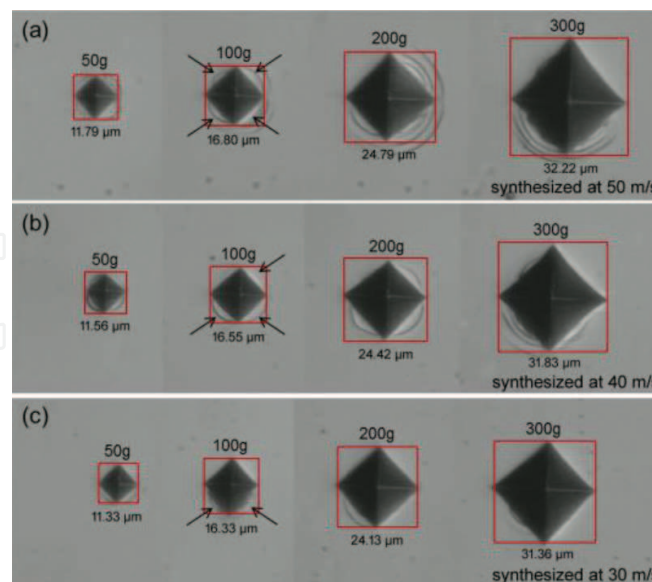 (a)
50g
100g
200g
300g
11.79 µm
16.80 µm
24.79 µm
32.22 µm
synthesized at 50 m/s
(b)
50g
100g
200g
300g
11.56 µm
16.55 µm
24.42 µm
31.83 µm
synthesized at 40 m/s
(c)
50g
100g
200g
300g
11.33 µm
16.33 µm
24.13 µm
31.36 µm
synthesized at 30 m/s